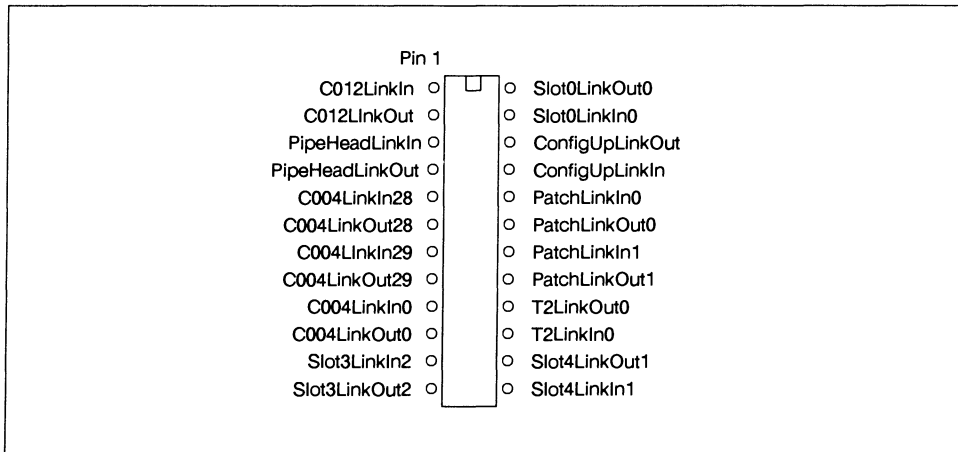 Pin 1
C012LinkIn Slot0LinkOut0
C012LInkOut Slot0LinkIn0
PipeHeadLinkIn ConfigUpLinkOut
PipeHeadLinkOut ConfigUpLinkIn
C004LinkIn28 PatchLinkIn0
C004LinkOut28 PatchLinkOut0
C004LInkIn29 PatchLinkIn1
C004LinkOut29 PatchLinkOut1
C004LinkIn0 T2LinkOut0
C004LinkOut0 T2LinkIn0
Slot3LinkIn2 Slot4LinkOut1
Slot3LinkOut2 Slot4LinkIn1